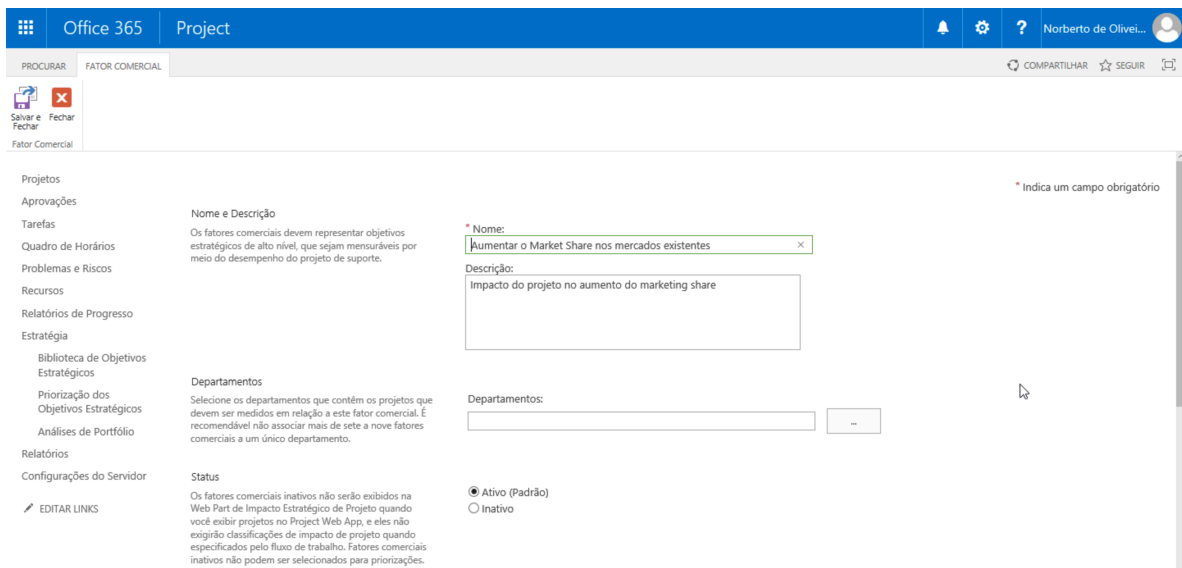 Office 365
Project
?
Norberto de Olivei...
PROCURAR
FATOR COMERCIAL
COMPARTILHAR
SEGUIR
Salvar e
Fechar
Fechar
Fator Comercial
Projetos
Aprovações
Tarefas
Quadro de Horários
Problemas e Riscos
Recursos
Relatórios de Progresso
Estratégia
Biblioteca de Objetivos
Estratégicos
Priorização dos
Objetivos Estratégicos
Análises de Portfólio
Relatórios
Configurações do Servidor
EDITAR LINKS
* Indica um campo obrigatório
Nome e Descrição
Os fatores comerciais devem representar objetivos
estratégicos de alto nível, que sejam mensuráveis por
meio do desempenho do projeto de suporte.
* Nome:
Aumentar o Market Share nos mercados existentes
Descrição:
Impacto do projeto no aumento do marketing share
Departamentos
Selecione os departamentos que contêm os projetos que
devem ser medidos em relação a este fator comercial. É
recomendável não associar mais de sete a nove fatores
comerciais a um único departamento.
Departamentos:
...
Status
Os fatores comerciais inativos não serão exibidos na
Web Part de Impacto Estratégico de Projeto quando
você exibir projetos no Project Web App, e eles não
exigirão classificações de impacto de projeto quando
especificados pelo fluxo de trabalho. Fatores comerciais
inativos não podem ser selecionados para priorizações.
Ativo (Padrão)
Inativo